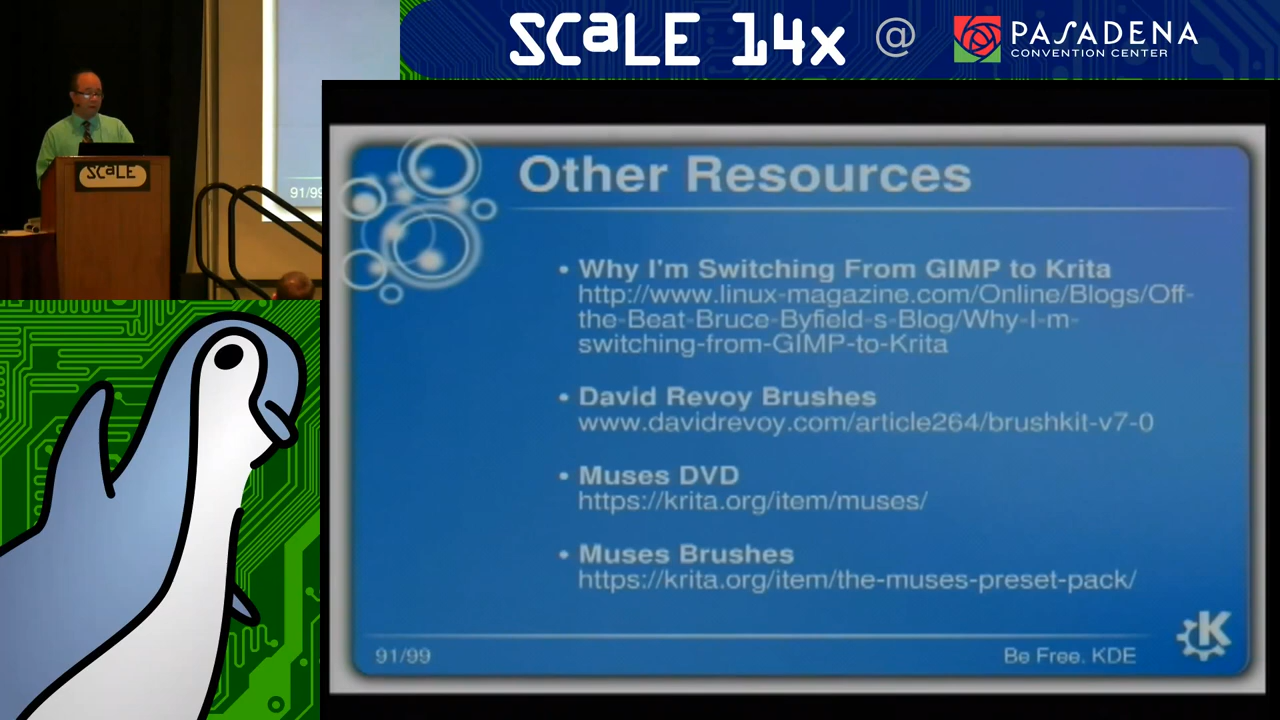 SCALE 14x @ PASADENA
CONVENTION CENTER
SCALE
91/99
Other Resources
• Why I'm Switching From GIMP to Krita
http://www.linux-magazine.com/Online/Blogs/Off-
the-Beat-Bruce-Byfield-s-Blog/Why-I-m-
switching-from-GIMP-to-Krita
• David Revoy Brushes
www.davidrevoy.com/article264/brushkit-v7-0
• Muses DVD
https://krita.org/item/muses/
• Muses Brushes
https://krita.org/item/the-muses-preset-pack/
91/99
Be Free. KDE
K